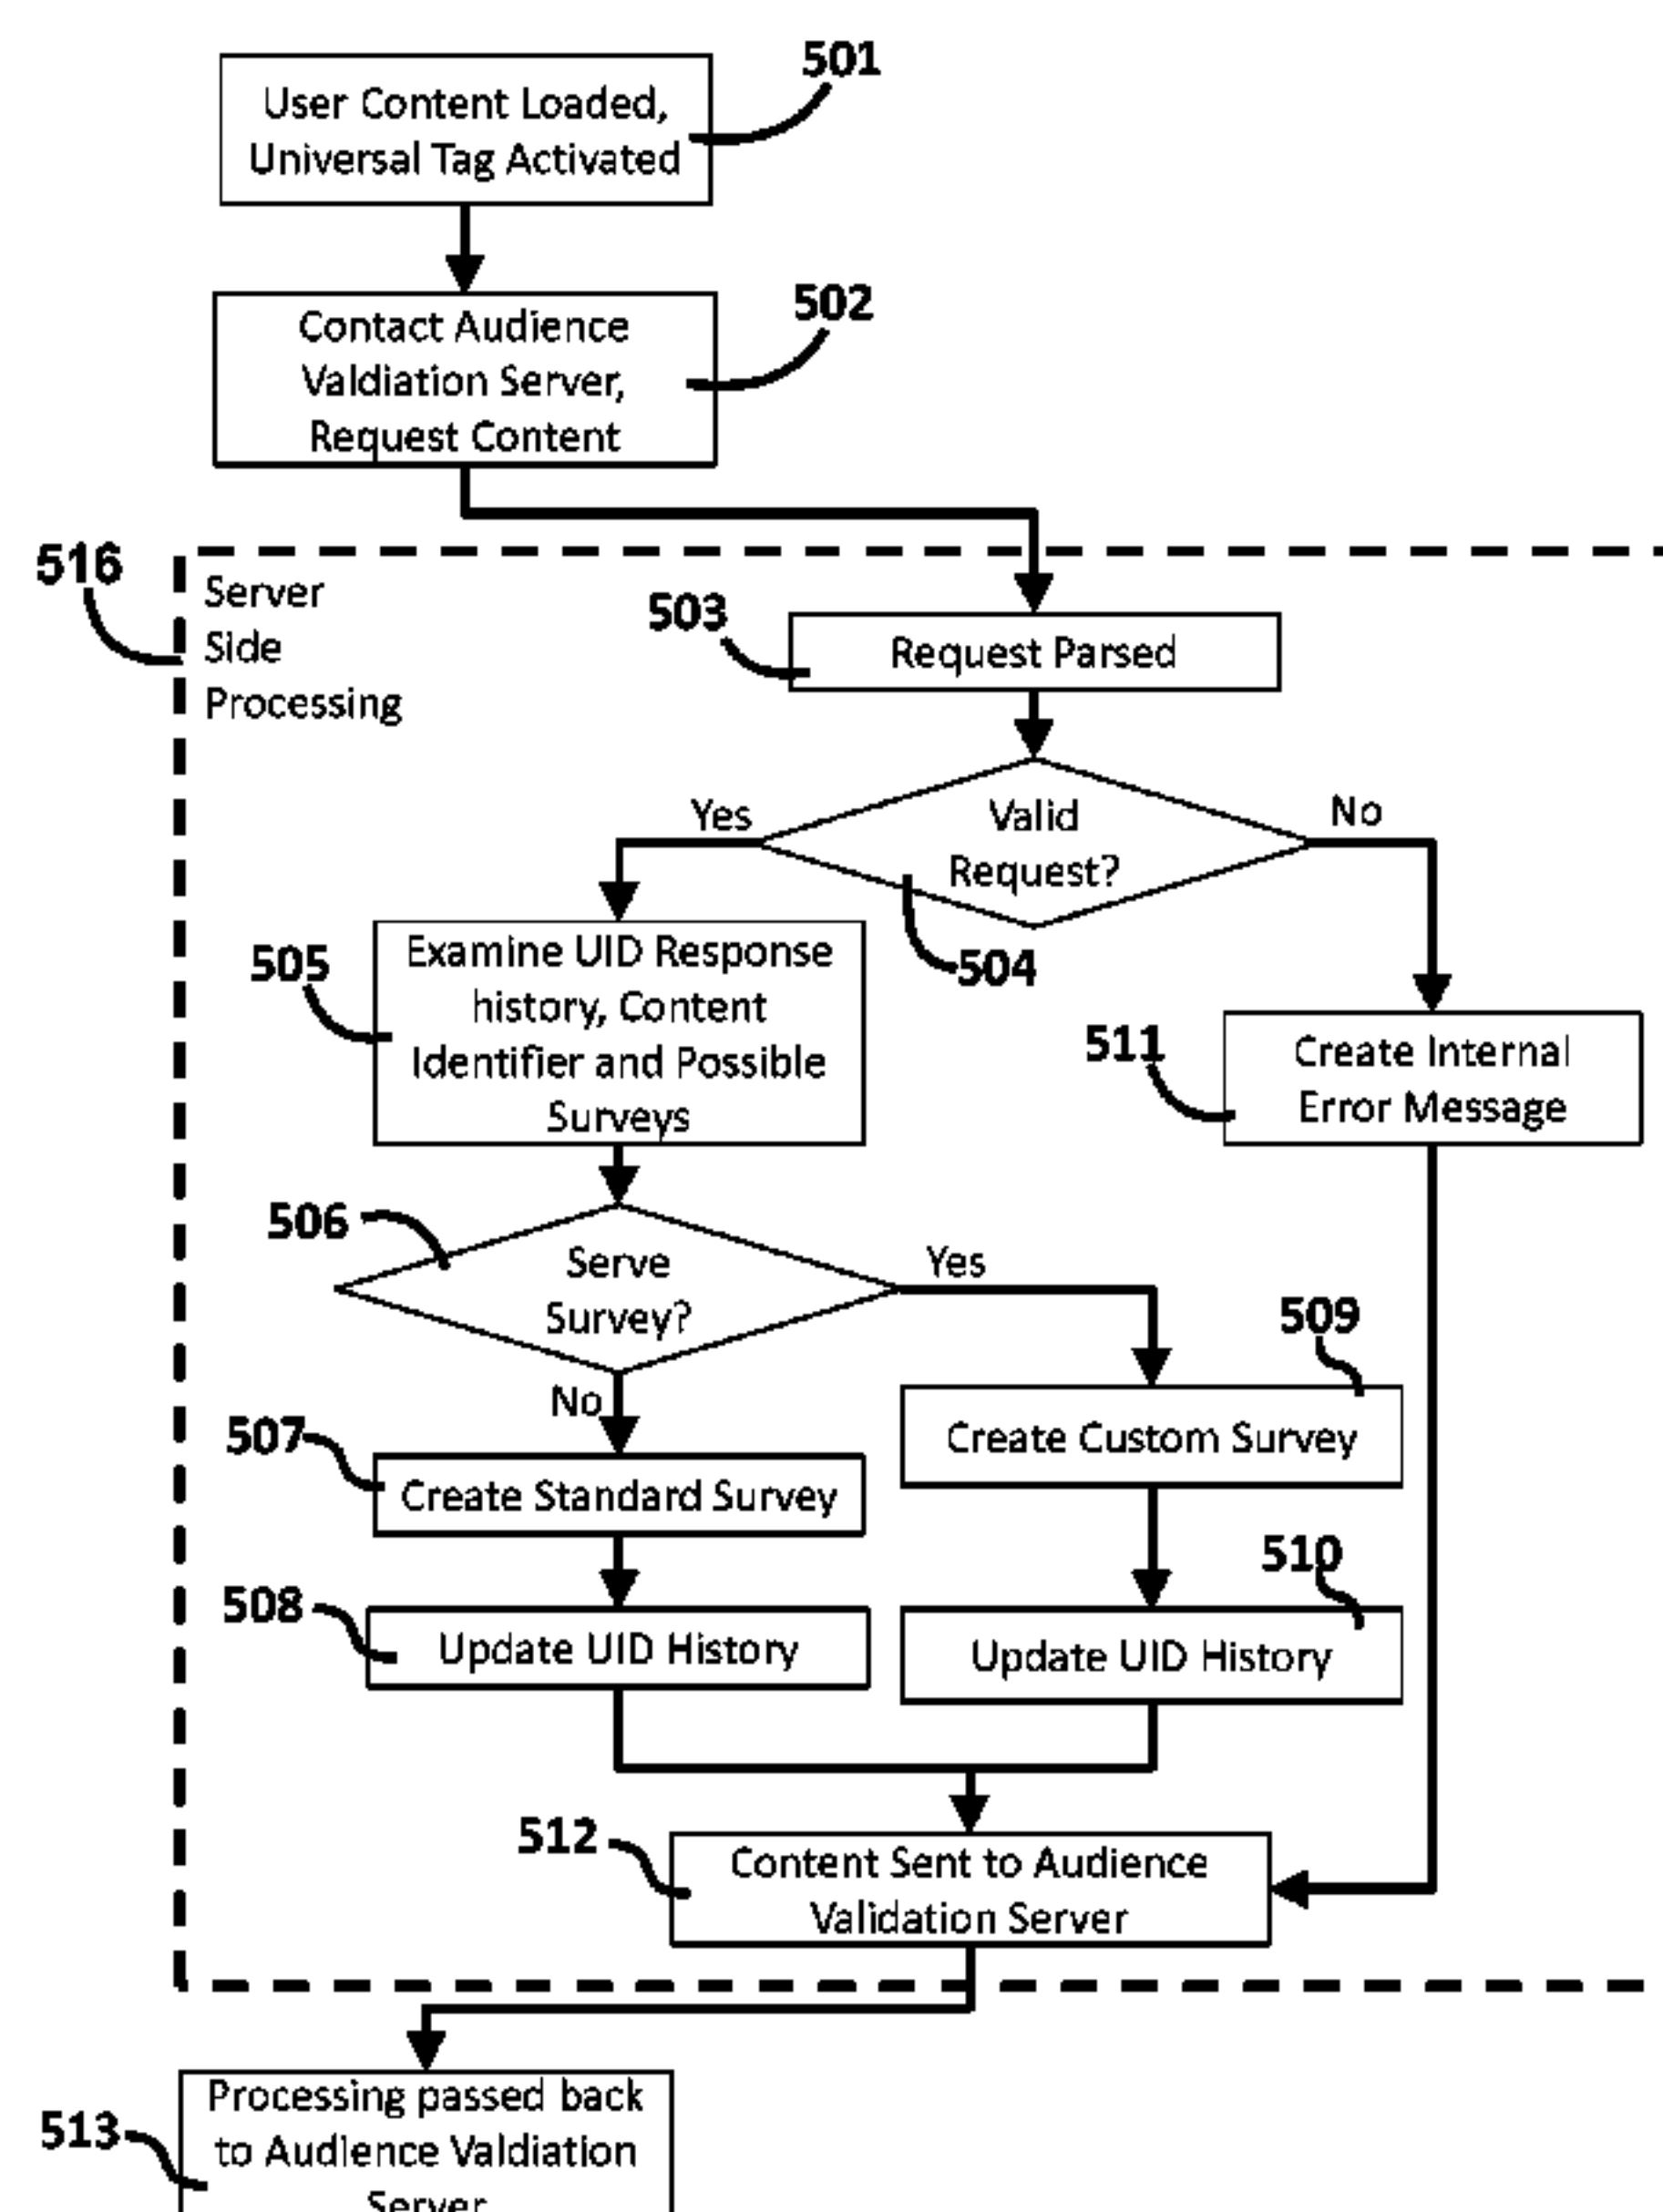 501
User Content Loaded,
Universal Tag Activated
502
Contact Audience
Valdiation Server,
Request Content
516
Server
Side
Processing
503
Request Parsed
Yes
Valid
Request?
No
504
505
Examine UID Response
history, Content
Identifier and Possible
Surveys
511
Create Internal
Error Message
506
Serve
Survey?
Yes
No
509
Create Custom Survey
507
Create Standard Survey
510
508
Update UID History
Update UID History
512
Content Sent to Audience
Validation Server
513
Processing passed back
to Audience Valdiation
Server